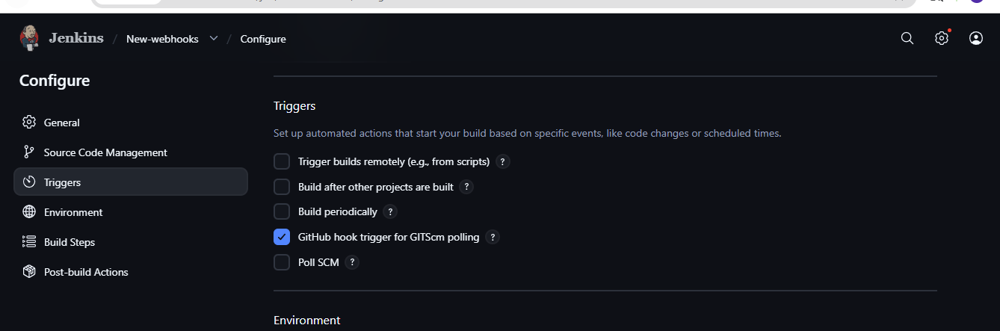 Jenkins / New-webhooks / Configure
Configure
General
Source Code Management
Triggers
Environment
Build Steps
Post-build Actions
Triggers
Set up automated actions that start your build based on specific events, like code changes or scheduled times.
Trigger builds remotely (e.g., from scripts) ?
Build after other projects are built ?
Build periodically ?
GitHub hook trigger for GITScm polling ?
Poll SCM ?
Environment